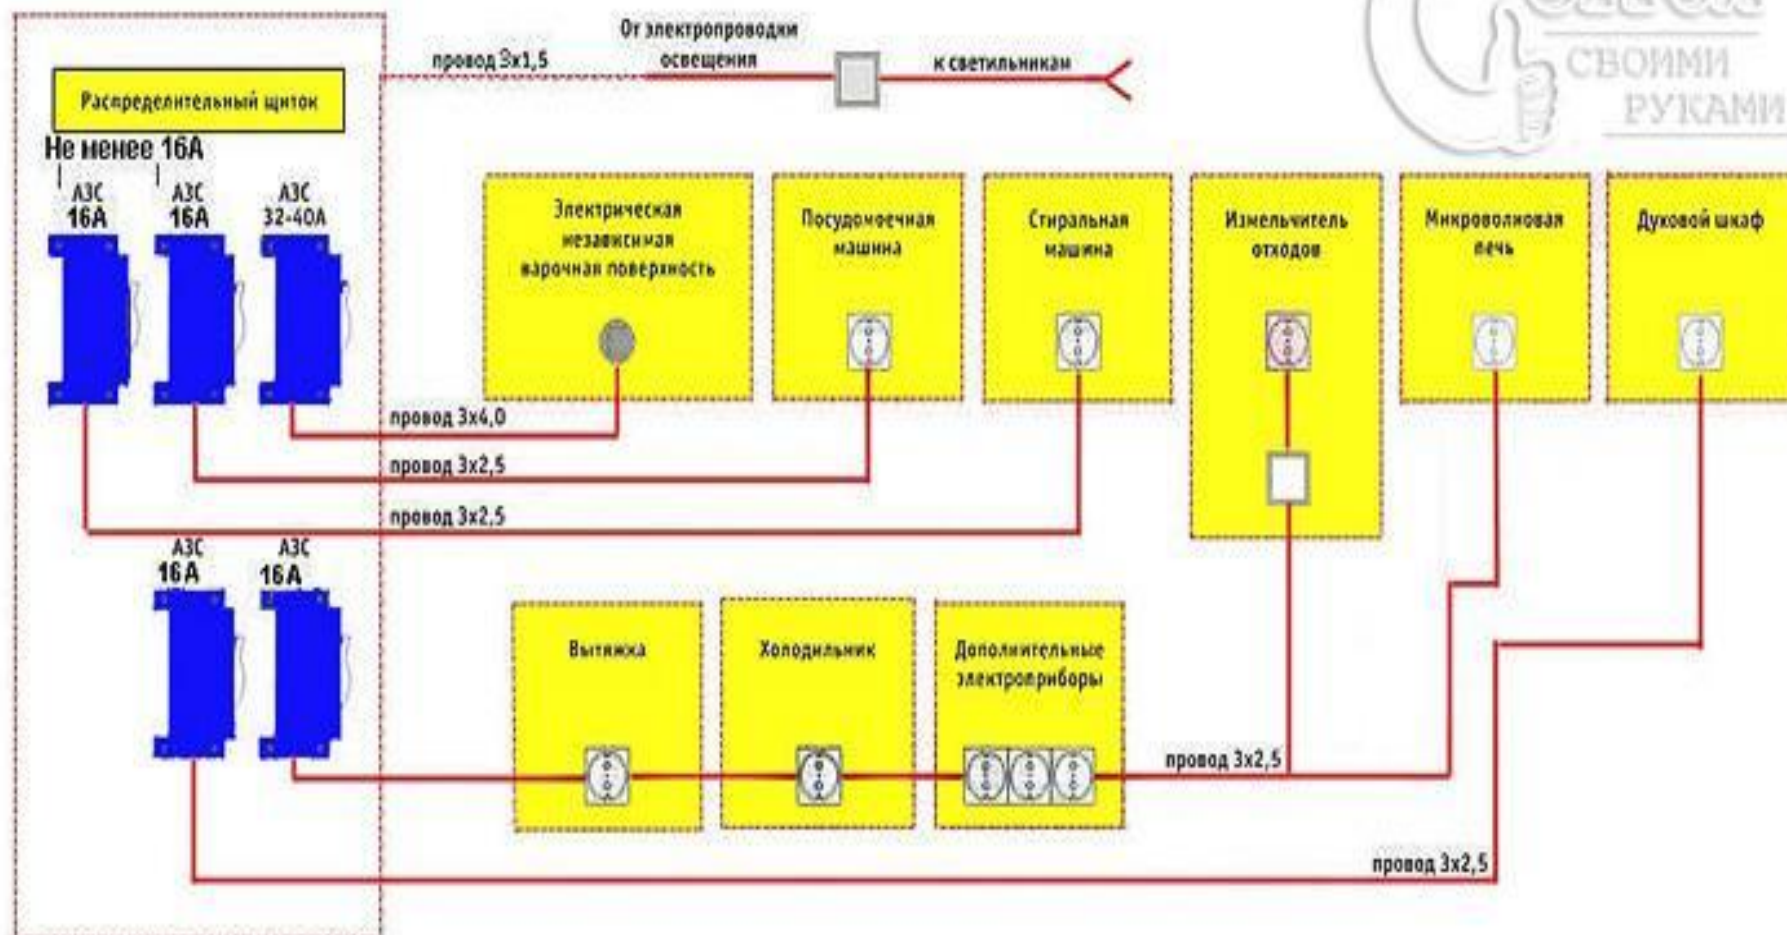 СВОИМИ
РУКАМИ
От электропроводки
освещения
провод 3х1,5
к светильникам
Распределительный щиток
Не менее 16А
АЗС
16А
АЗС
16А
АЗС
32-40А
Электрическая
независимая
варочная поверхность
Посудомоечная
машина
Стиральная
машина
Измельчитель
отходов
Микроволновая
печь
Духовой шкаф
провод 3х4,0
провод 3х2,5
провод 3х2,5
АЗС
16А
АЗС
16А
Вытяжка
Холодильник
Дополнительные
электроприборы
провод 3х2,5
провод 3х2,5